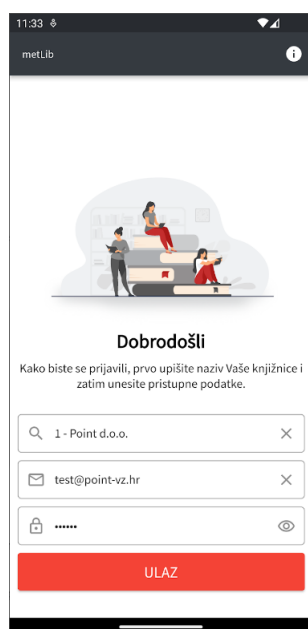 11:33
metLib
Dobrodošli
Kako biste se prijavili, prvo upišite naziv Vaše knjižnice i
zatim unesite pristupne podatke.
1 - Point d.o.o.
test@point-vz.hr
••••••
ULAZ